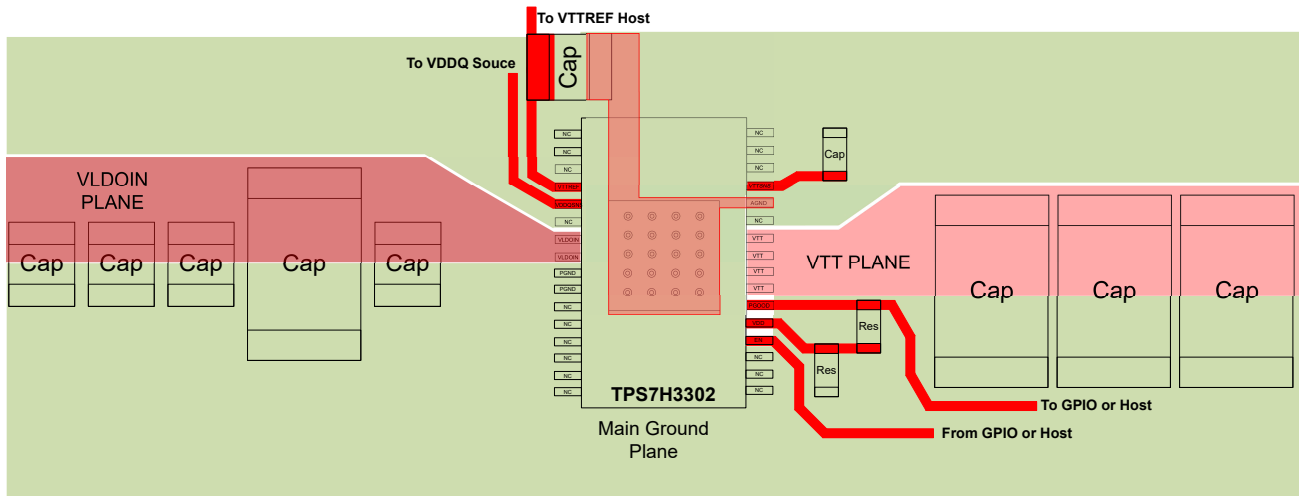 To VTTREF Host
To VDDQ Souce
Cap
VLDOIN
PLANE
Cap
Cap
Cap
Cap
Cap
NC
NC
NC
VTTREF
VDDQSNS
NC
VLDOIN
VLDOIN
PGND
PGND
NC
NC
NC
NC
NC
NC
NC
NC
NC
AGND
NC
VTT
VTT
VTT
VTT
PGOOD
VDD
EN
NC
NC
NC
Cap
VTT PLANE
Cap
Cap
Cap
Res
Res
TPS7H3302
Main Ground
Plane
To GPIO or Host
From GPIO or Host